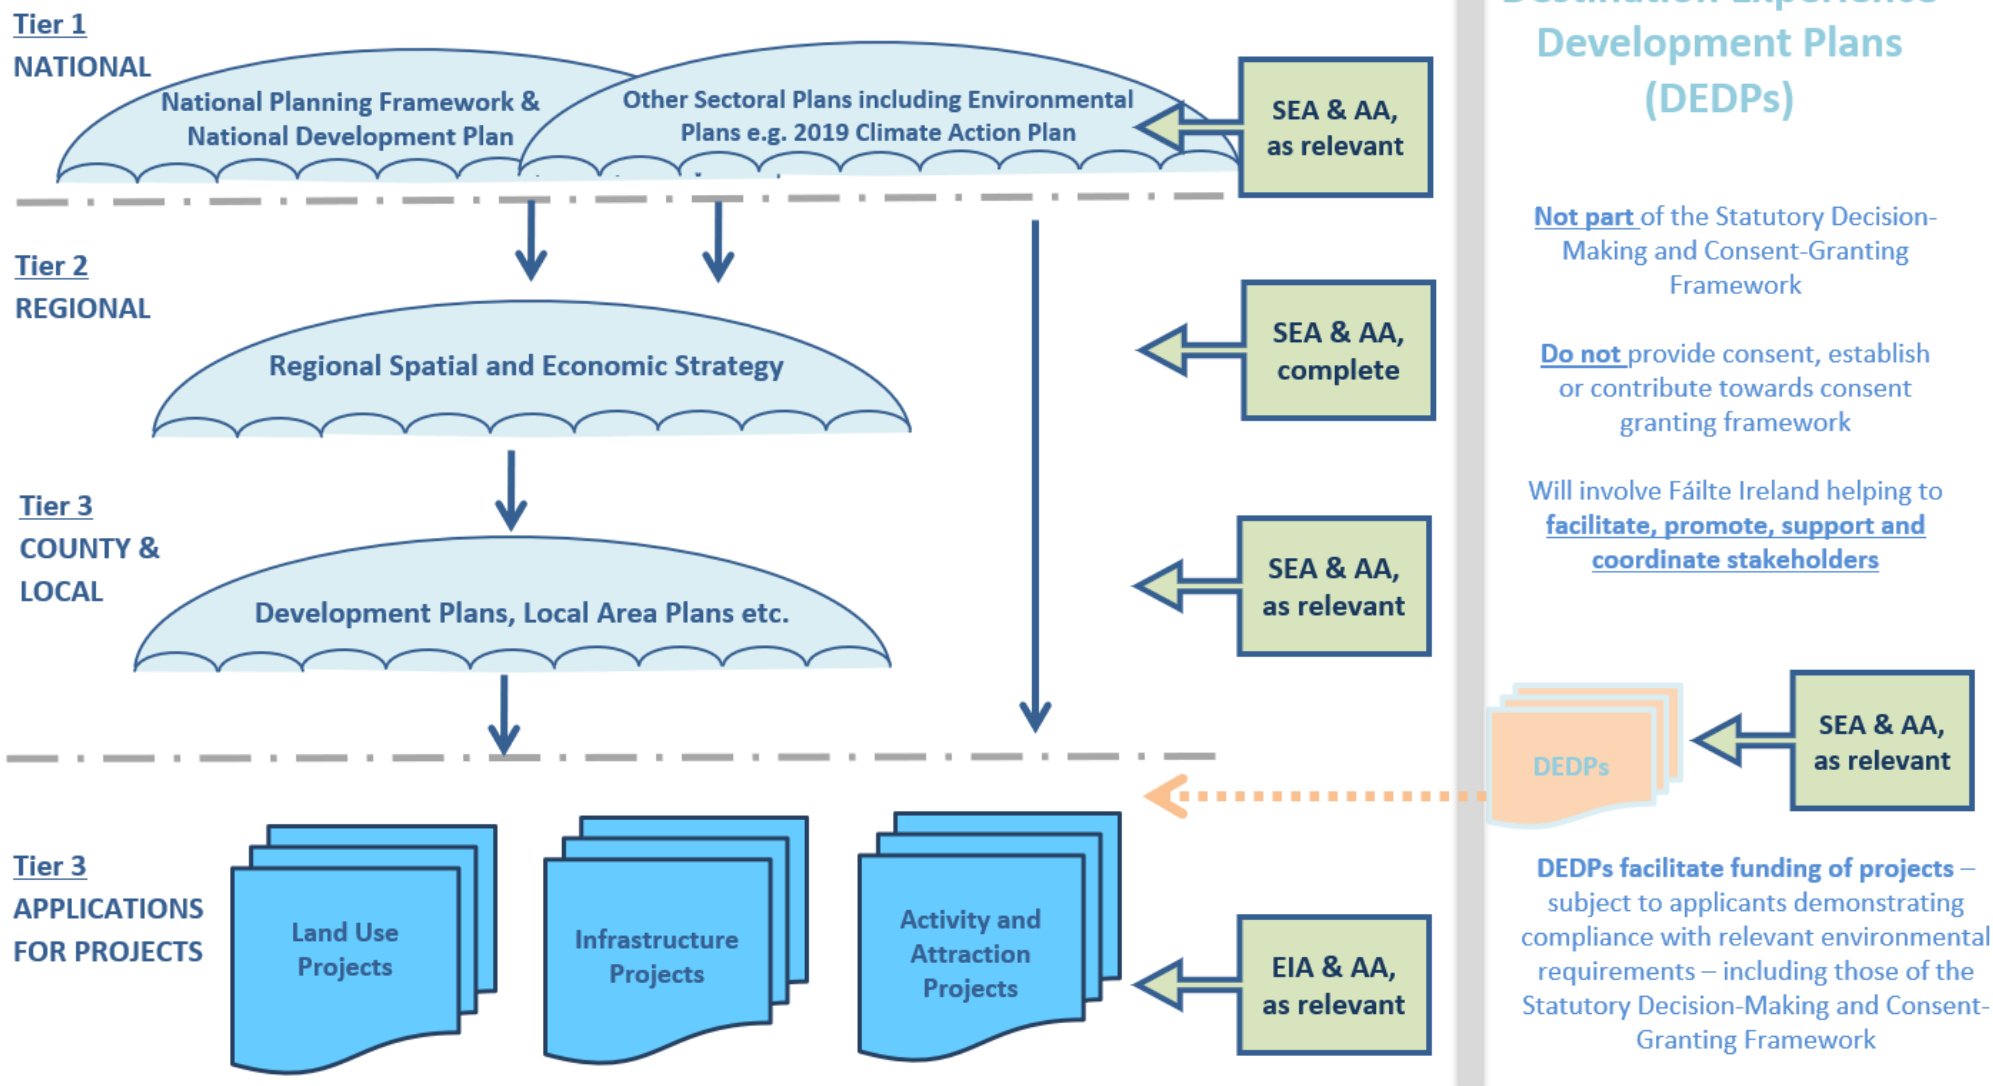 Tier 1
NATIONAL
National Planning Framework &
National Development Plan
Other Sectoral Plans including Environmental
Plans e.g. 2019 Climate Action Plan
SEA & AA,
as relevant
Tier 2
REGIONAL
Regional Spatial and Economic Strategy
SEA & AA,
complete
Tier 3
COUNTY &
LOCAL
Development Plans, Local Area Plans etc.
SEA & AA,
as relevant
Tier 3
APPLICATIONS
FOR PROJECTS
Land Use
Projects
Infrastructure
Projects
Activity and
Attraction
Projects
EIA & AA,
as relevant
Destination Experience
Development Plans
(DEDPs)
Not part of the Statutory Decision-
Making and Consent-Granting
Framework
Do not provide consent, establish
or contribute towards consent
granting framework
Will involve Fáilte Ireland helping to
facilitate, promote, support and
coordinate stakeholders
DEDPs
SEA & AA,
as relevant
DEDPs facilitate funding of projects –
subject to applicants demonstrating
compliance with relevant environmental
requirements – including those of the
Statutory Decision-Making and Consent-
Granting Framework